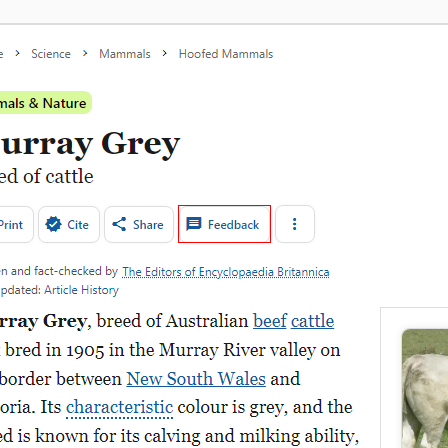 Science > Mammals > Hoofed Mammals
mals & Nature
urray Grey
ed of cattle
Print Cite Share Feedback
n and fact-checked by The Editors of Encyclopaedia Britannica
pdated: Article History
rray Grey, breed of Australian beef cattle
bred in 1905 in the Murray River valley on
border between New South Wales and
oria. Its characteristic colour is grey, and the
ed is known for its calving and milking ability,